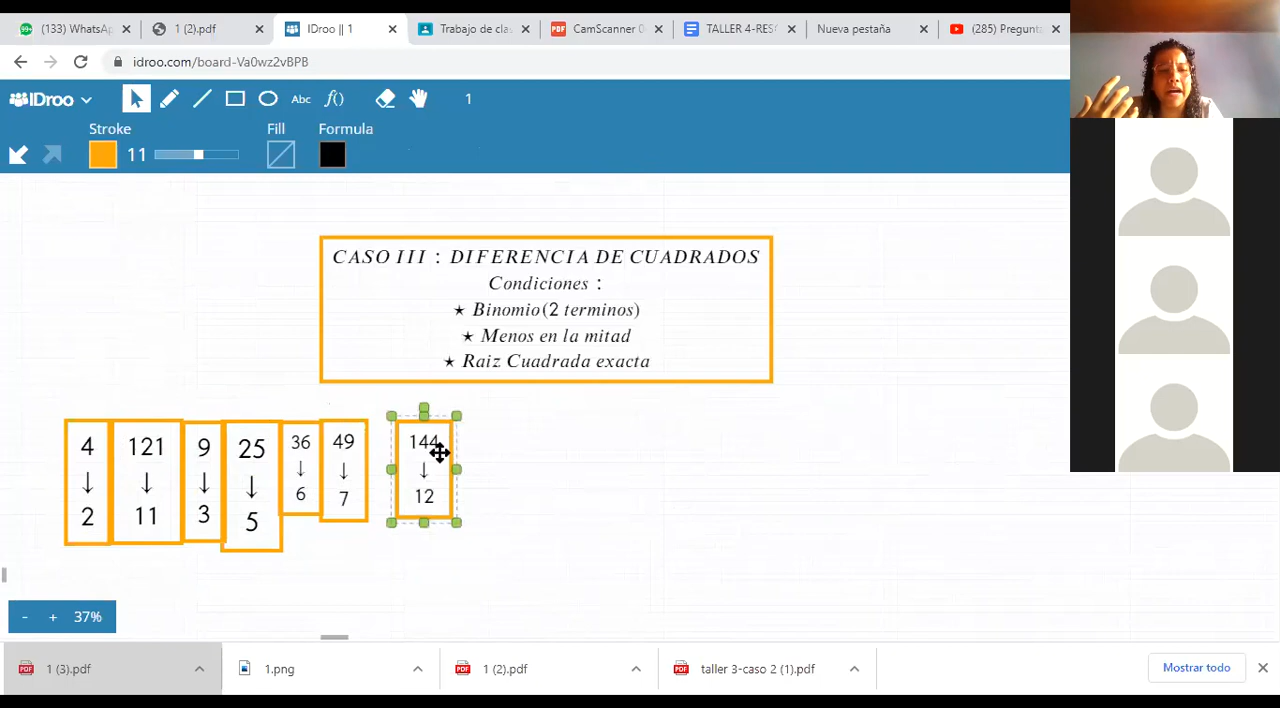 (133) WhatsAp
1 (2).pdf
IDroo || 1
Trabajo de cla
CamScanner 0
TALLER 4-RES
Nueva pestaña
(285) Pregunt
idroo.com/board-Va0wz2vBPB
IDroo
Abc
f()
1
Stroke
Fill
Formula
11
CASO III : DIFERENCIA DE CUADRADOS
Condiciones :
★ Binomio(2 terminos)
★ Menos en la mitad
★ Raiz Cuadrada exacta
4 121 9 25 36 49 144
↓ ↓ ↓ ↓ ↓ ↓ ↓
2 11 3 5 6 7 12
- + 37%
1 (3).pdf
1.png
1 (2).pdf
taller 3-caso 2 (1).pdf
Mostrar todo